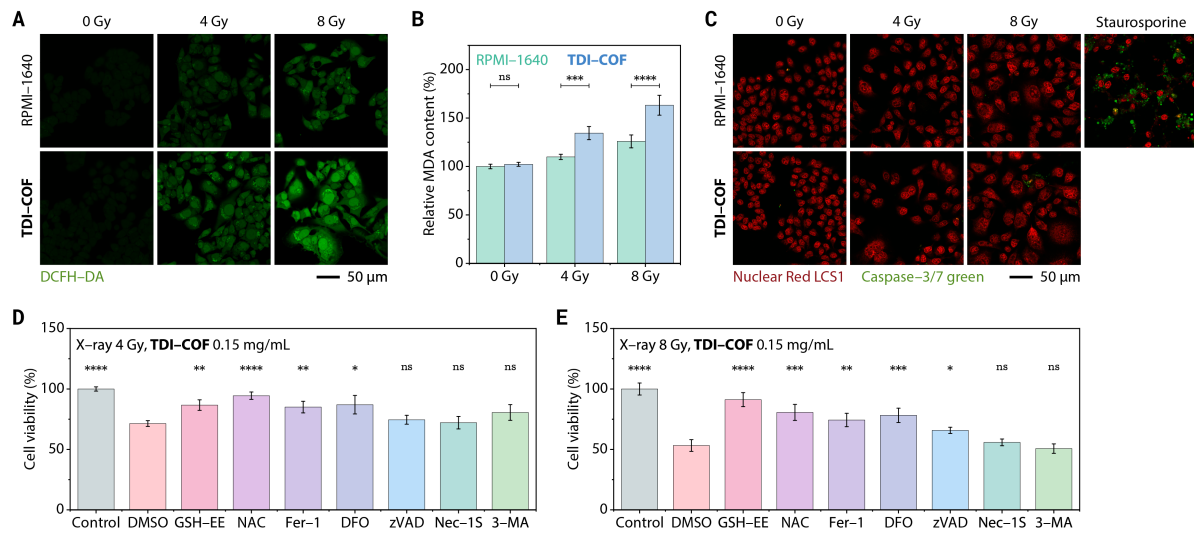 A
0 Gy
4 Gy
8 Gy
RPMI–1640
TDI–COF
DCFH–DA
50 μm
B
RPMI–1640
TDI–COF
ns
***
****
Relative MDA content (%)
200
150
100
50
0
0 Gy
4 Gy
8 Gy
C
0 Gy
4 Gy
8 Gy
Staurosporine
RPMI–1640
TDI–COF
Nuclear Red LCS1
Caspase–3/7 green
50 μm
D
X–ray 4 Gy, TDI–COF 0.15 mg/mL
****
**
****
**
*
ns
ns
ns
Cell viability (%)
150
100
50
0
Control
DMSO
GSH–EE
NAC
Fer–1
DFO
zVAD
Nec–1S
3–MA
E
X–ray 8 Gy, TDI–COF 0.15 mg/mL
****
****
***
**
***
*
ns
ns
Cell viability (%)
150
100
50
0
Control
DMSO
GSH–EE
NAC
Fer–1
DFO
zVAD
Nec–1S
3–MA